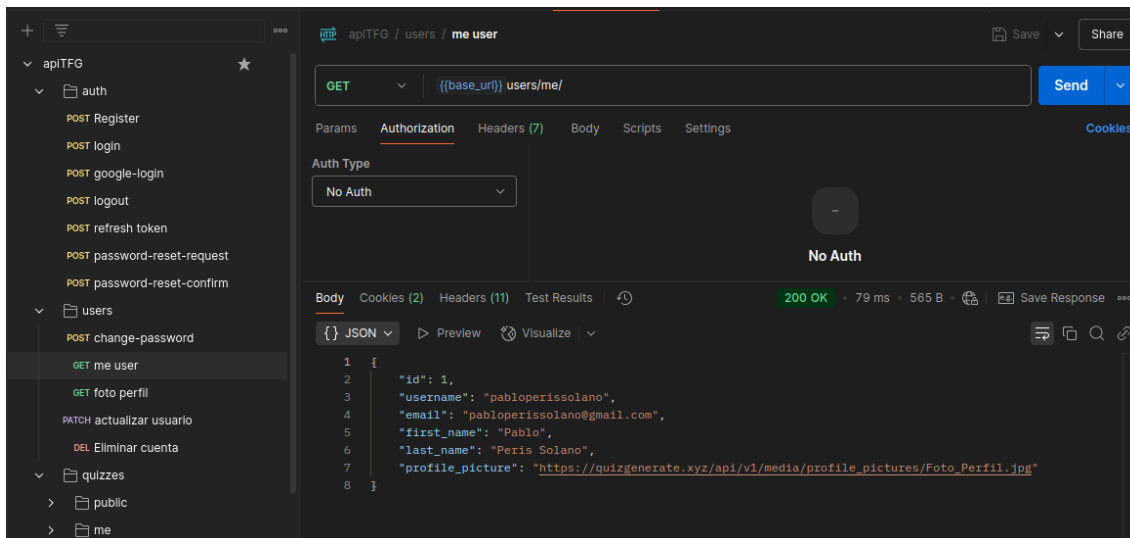 apiTFG / users / me user Save Share
apiTFG
auth
POST Register
POST login
POST google-login
POST logout
POST refresh token
POST password-reset-request
POST password-reset-confirm
users
POST change-password
GET me user
GET foto perfil
PATCH actualizar usuario
DEL Eliminar cuenta
quizzes
public
me
HTTP
GET {{base_url}} users/me/ Send
Params Authorization Headers (7) Body Scripts Settings Cookies
Auth Type
No Auth
No Auth
Body Cookies (2) Headers (11) Test Results 200 OK • 79 ms • 565 B • e.g. Save Response
{} JSON Preview Visualize
1 {
2 "id": 1,
3 "username": "pabloperissolano",
4 "email": "pabloperissolano@gmail.com",
5 "first_name": "Pablo",
6 "last_name": "Peris Solano",
7 "profile_picture": "https://quizgenerate.xyz/api/v1/media/profile_pictures/Foto_Perfil.jpg"
8 }